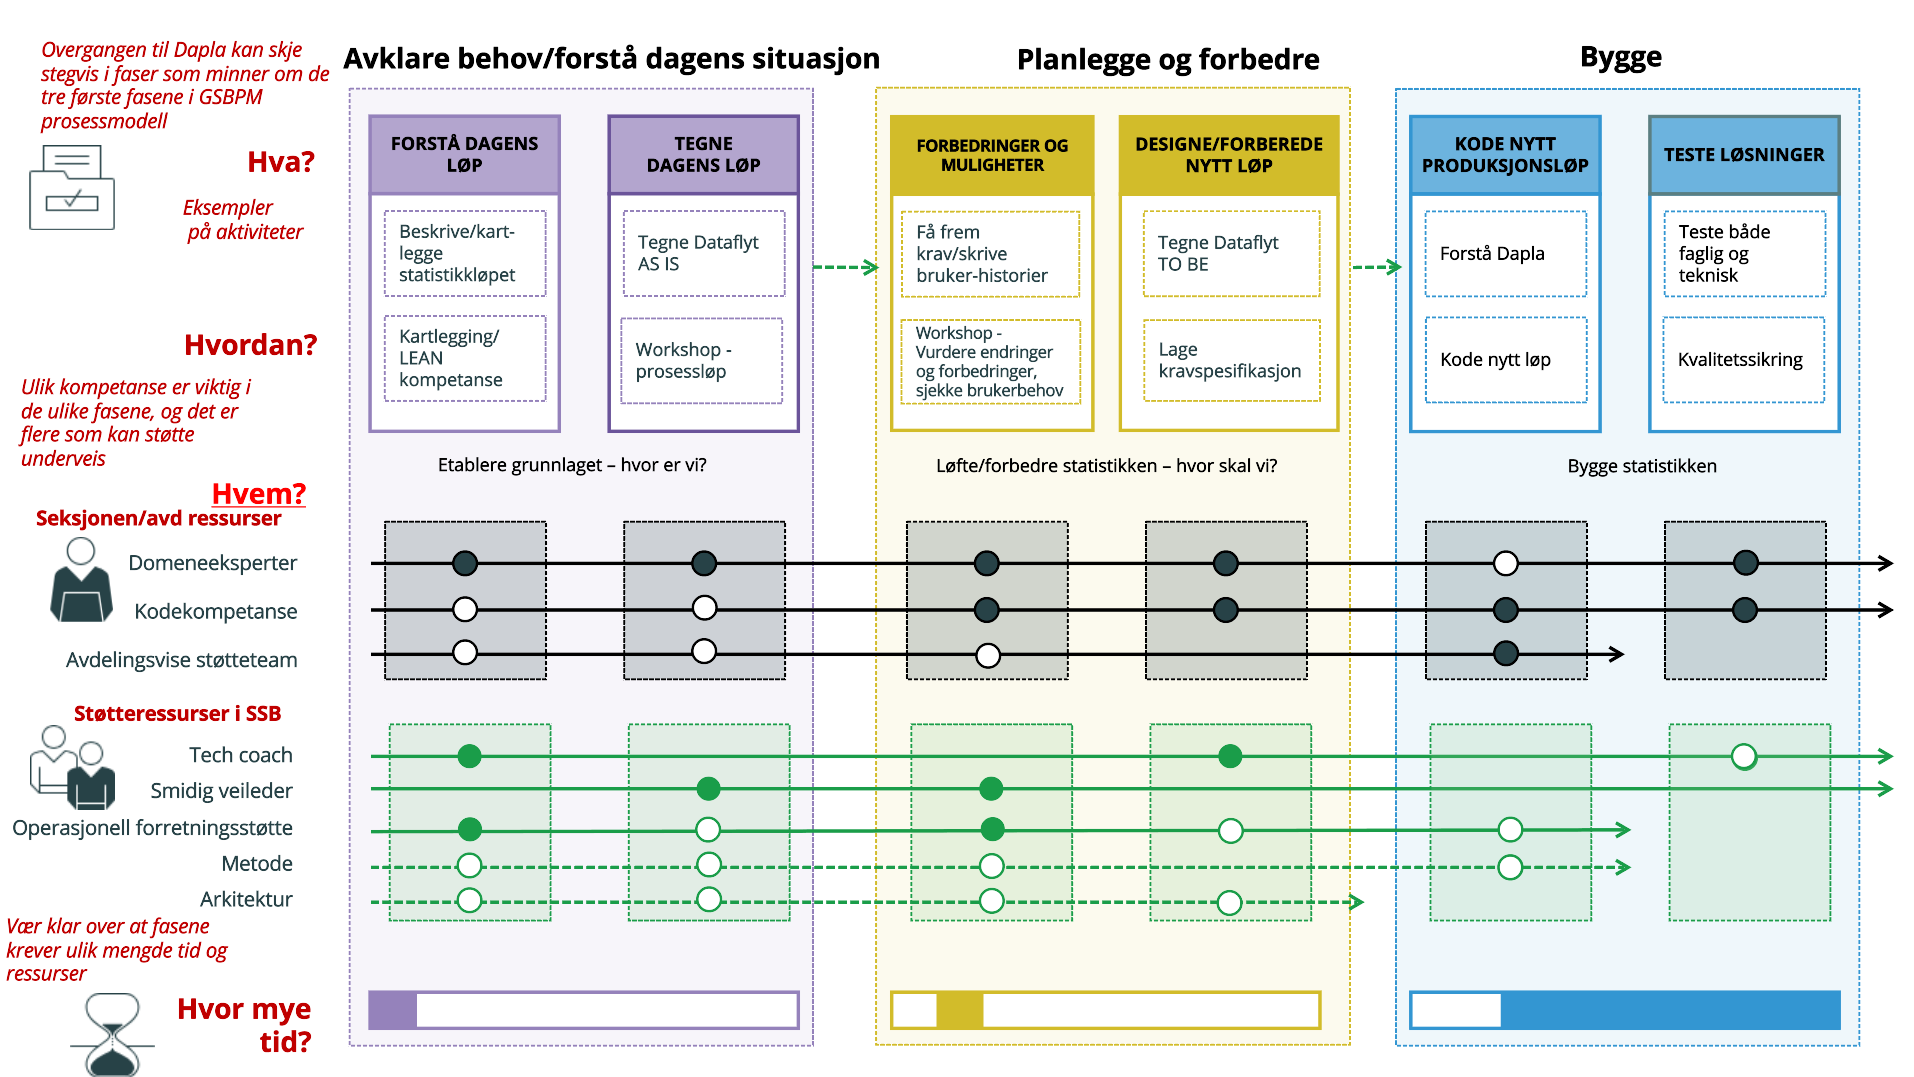 Overgangen til Dapla kan skje
stegvis i faser som minner om de
tre første fasene i GSBPM
prosessmodell
Avklare behov/forstå dagens situasjon
Planlegge og forbedre
Bygge
Hva?
Eksempler
på aktiviteter
FORSTÅ DAGENS
LØP
TEGNE
DAGENS LØP
FORBEDRINGER OG
MULIGHETER
DESIGNE/FORBEREDE
NYTT LØP
KODE NYTT
PRODUKSJONSLØP
TESTE LØSNINGER
Beskrive/kart-
legge
statistikkløpet
Tegne Dataflyt
AS IS
Få frem
krav/skrive
bruker-historier
Tegne Dataflyt
TO BE
Forstå Dapla
Teste både
faglig og
teknisk
Hvordan?
Ulik kompetanse er viktig i
de ulike fasene, og det er
flere som kan støtte
underveis
Kartlegging/
LEAN
kompetanse
Workshop -
prosessløp
Workshop -
Vurdere endringer
og forbedringer,
sjekke brukerbehov
Lage
kravspesifikasjon
Kode nytt løp
Kvalitetssikring
Etablere grunnlaget – hvor er vi?
Løfte/forbedre statistikken – hvor skal vi?
Bygge statistikken
Hvem?
Seksjonen/avd ressurser
Domeneeksperter
Kodekompetanse
Avdelingsvise støtteteam
Støtteressurser i SSB
Tech coach
Smidig veileder
Operasjonell forretningsstøtte
Metode
Arkitektur
Vær klar over at fasene
krever ulik mengde tid og
ressurser
Hvor mye
tid?